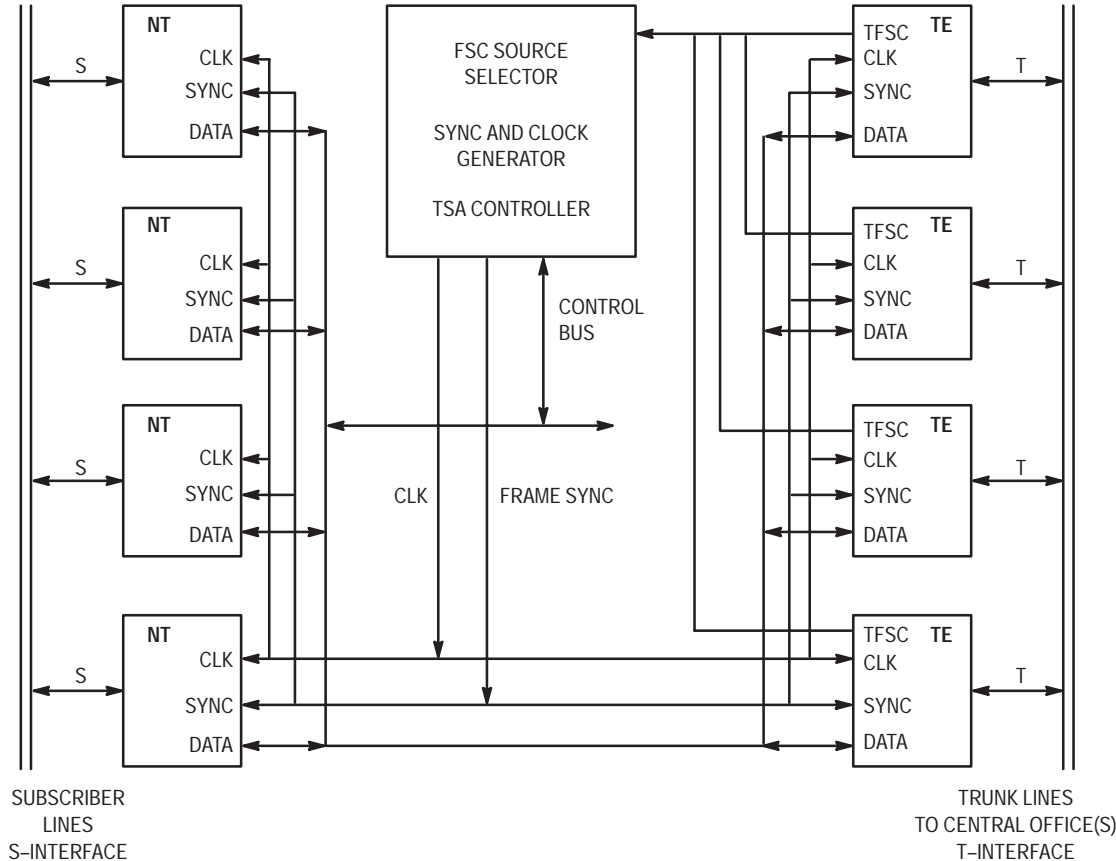 NT
CLK
SYNC
DATA
S
NT
CLK
SYNC
DATA
S
NT
CLK
SYNC
DATA
S
NT
CLK
SYNC
DATA
S
SUBSCRIBER
LINES
S–INTERFACE
FSC SOURCE
SELECTOR
SYNC AND CLOCK
GENERATOR
TSA CONTROLLER
CONTROL
BUS
CLK
FRAME SYNC
TFSC TE
CLK
SYNC
DATA
T
TFSC TE
CLK
SYNC
DATA
T
TFSC TE
CLK
SYNC
DATA
T
TFSC TE
CLK
SYNC
DATA
T
TRUNK LINES
TO CENTRAL OFFICE(S)
T–INTERFACE